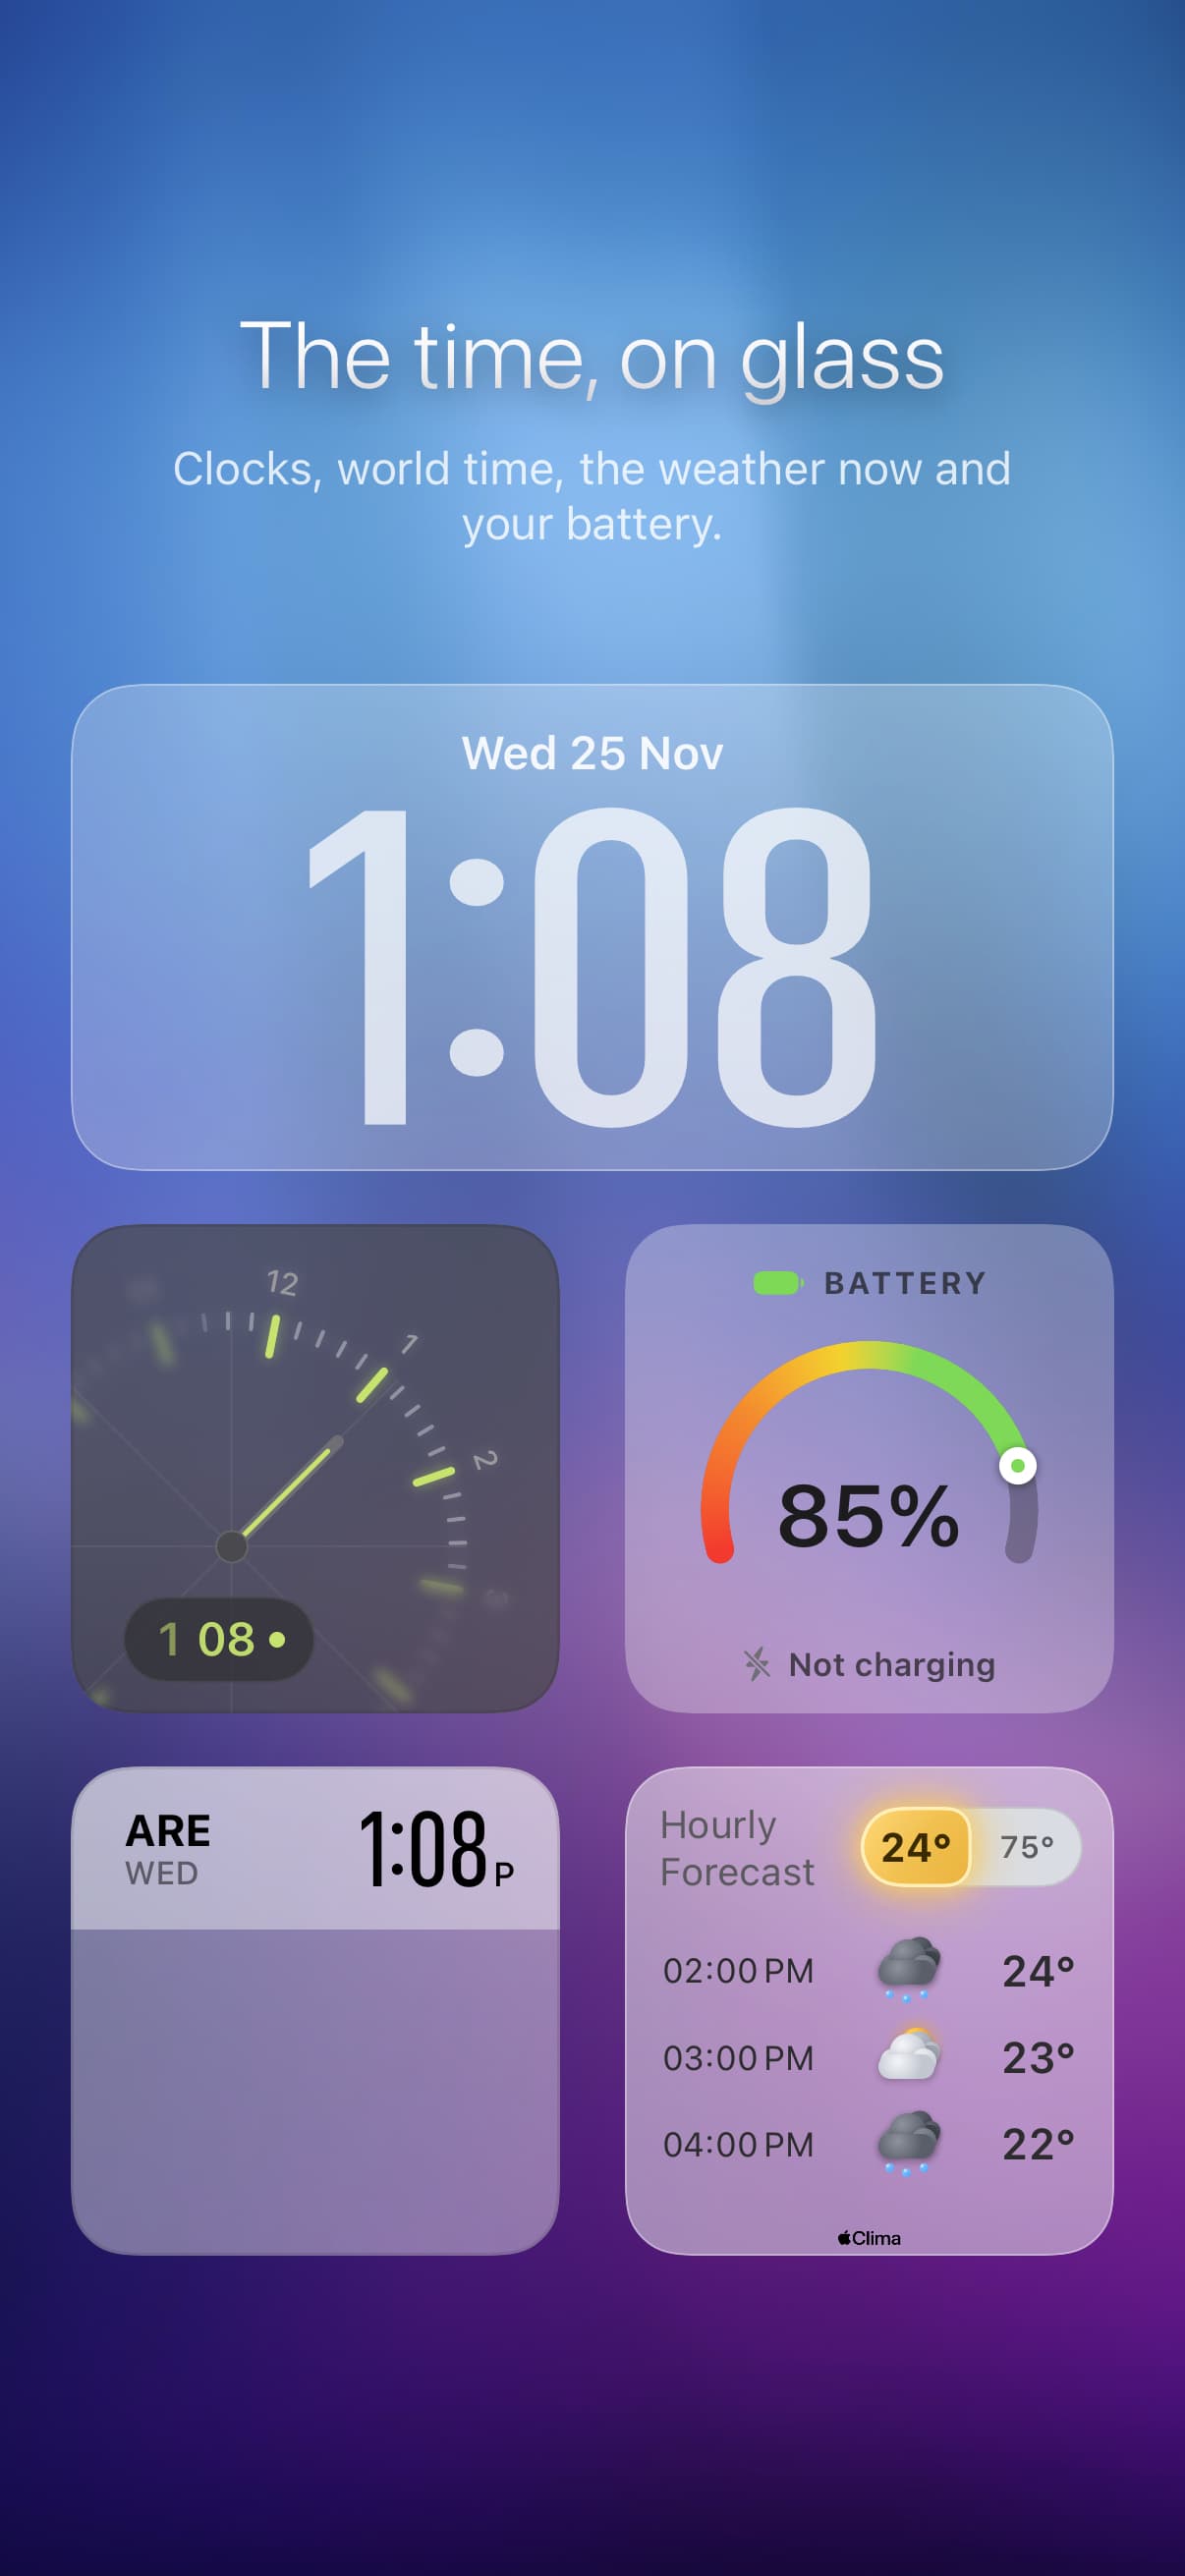 The time, on glass
Clocks, world time, the weather now and
your battery.
Wed 25 Nov
1:08
12
1
2
3
1 08
BATTERY
85%
Not charging
ARE
WED
1:08 P
Hourly
Forecast
24° 75°
02:00 PM 24°
03:00 PM 23°
04:00 PM 22°
Clima